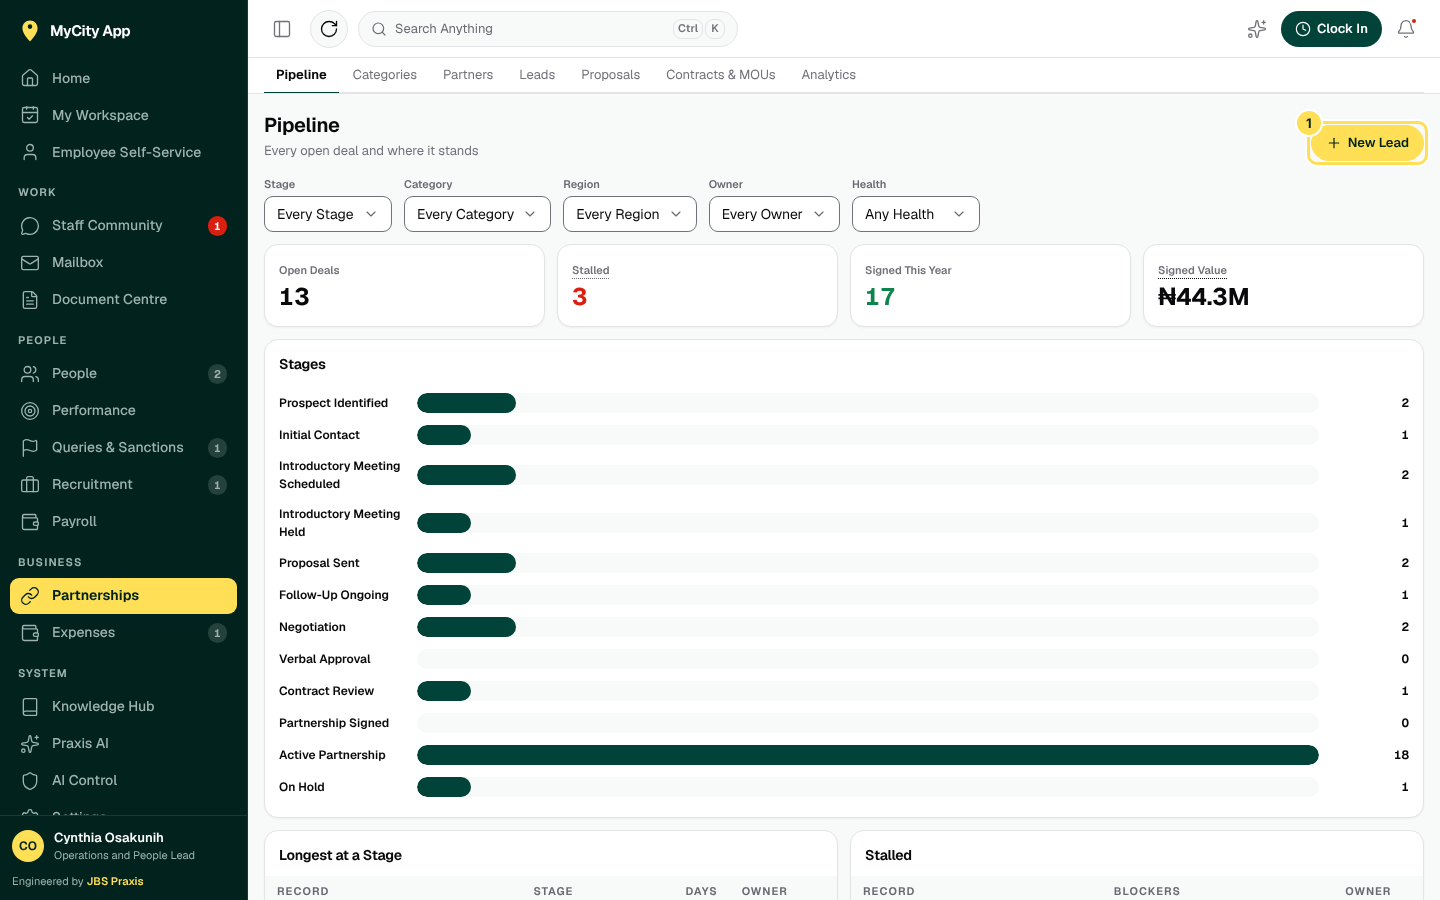 MyCity App
Home
My Workspace
Employee Self-Service
WORK
Staff Community 1
Mailbox
Document Centre
PEOPLE
People 2
Performance
Queries & Sanctions 1
Recruitment 1
Payroll
BUSINESS
Partnerships
Expenses 1
SYSTEM
Knowledge Hub
Praxis AI
AI Control
CO
Cynthia Osakunih
Operations and People Lead
Engineered by JBS Praxis
Search Anything Ctrl K
Clock In
Pipeline Categories Partners Leads Proposals Contracts & MOUs Analytics
Pipeline
Every open deal and where it stands
1
New Lead
Stage Category Region Owner Health
Every Stage Every Category Every Region Every Owner Any Health
Open Deals
13
Stalled
3
Signed This Year
17
Signed Value
₦44.3M
Stages
Prospect Identified 2
Initial Contact 1
Introductory Meeting
Scheduled 2
Introductory Meeting
Held 1
Proposal Sent 2
Follow-Up Ongoing 1
Negotiation 2
Verbal Approval 0
Contract Review 1
Partnership Signed 0
Active Partnership 18
On Hold 1
Longest at a Stage
RECORD STAGE DAYS OWNER
Stalled
RECORD BLOCKERS OWNER